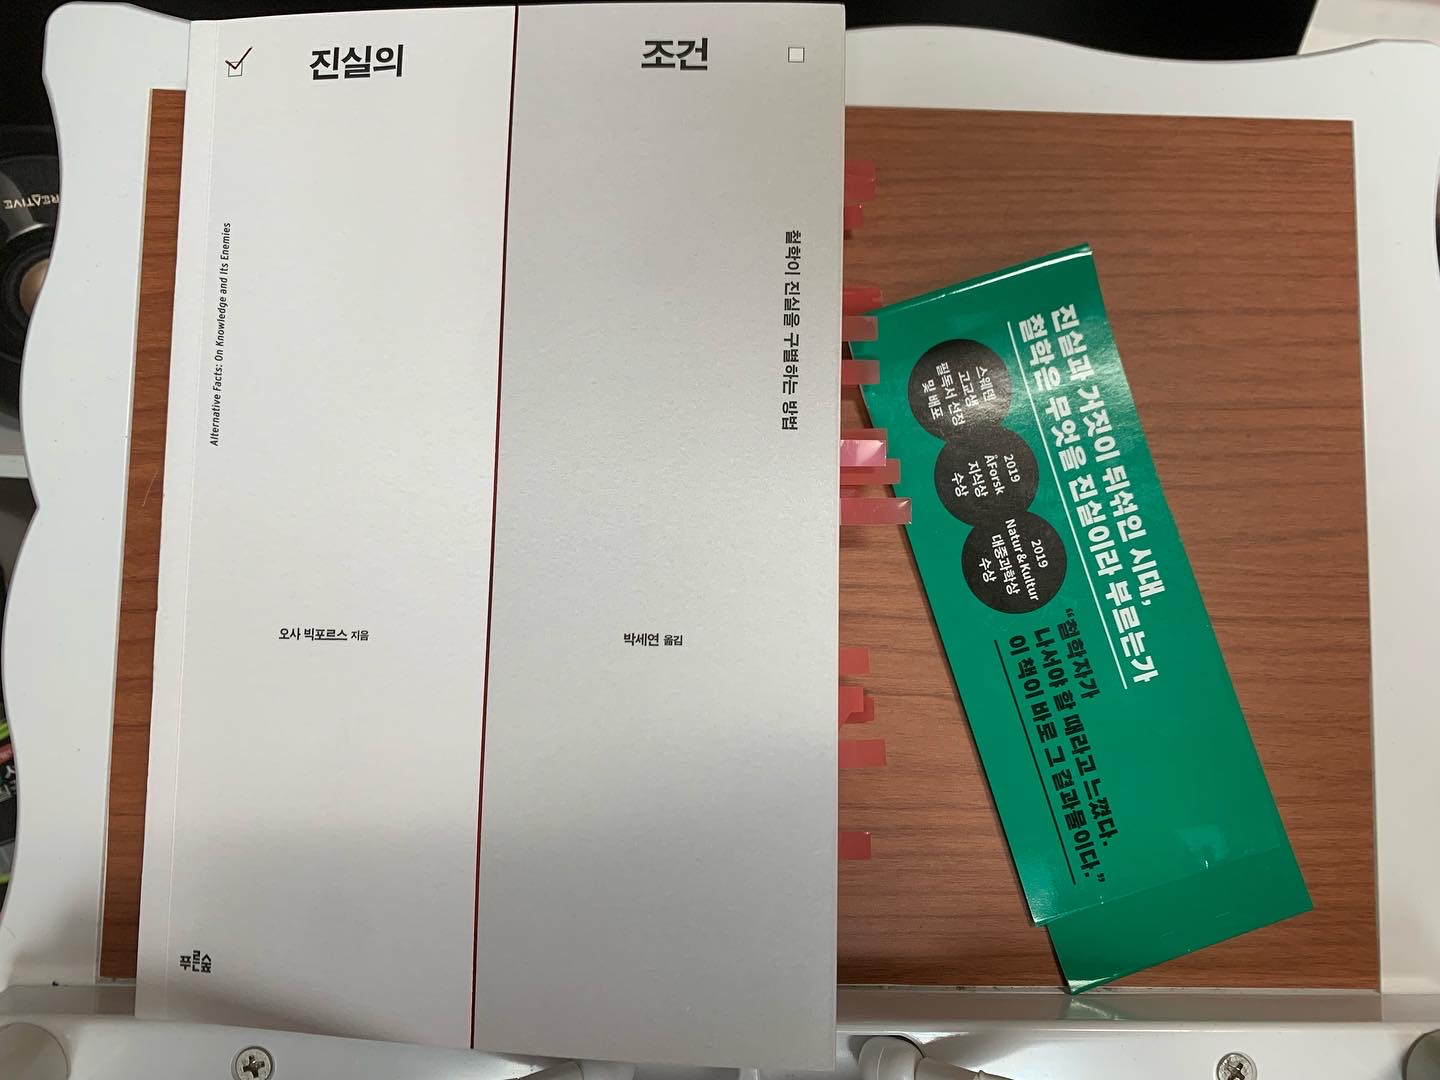 진실의 조건
Alternative Facts: On Knowledge and Its Enemies
철학이 진실을 구별하는 방법
오사 빅포르스 지음
박세연 옮김
푸른숲
진실과 거짓이 뒤섞인 시대,
철학은 무엇을 진실이라 부르는가
스웨덴
고교생
필독서 선정
및 배포
2019
ÅForsk
지식상
수상
2019
Natur&Kultur
대중과학상
수상
“철학자가
나서야 할 때라고 느꼈다.
이 책이 바로 그 결과물이다.”
CREATIVE